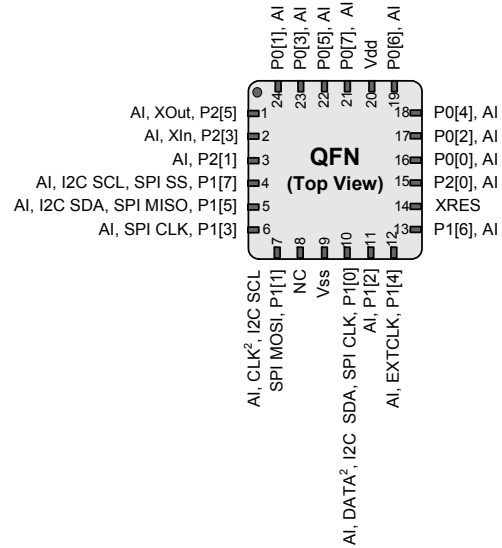 P0[1], AI
P0[3], AI
P0[5], AI
P0[7], AI
Vdd
P0[6], AI
24
23
22
21
20
19
AI, XOut, P2[5]
1
18
P0[4], AI
AI, XIn, P2[3]
2
QFN
17
P0[2], AI
AI, P2[1]
3
(Top View)
16
P0[0], AI
AI, I2C SCL, SPI SS, P1[7]
4
15
P2[0], AI
AI, I2C SDA, SPI MISO, P1[5]
5
14
XRES
AI, SPI CLK, P1[3]
6
13
P1[6], AI
7
8
9
10
11
12
AI, CLK², I2C SCL
SPI MOSI, P1[1]
NC
Vss
AI, DATA², I2C SDA, SPI CLK, P1[0]
AI, P1[2]
AI, EXTCLK, P1[4]